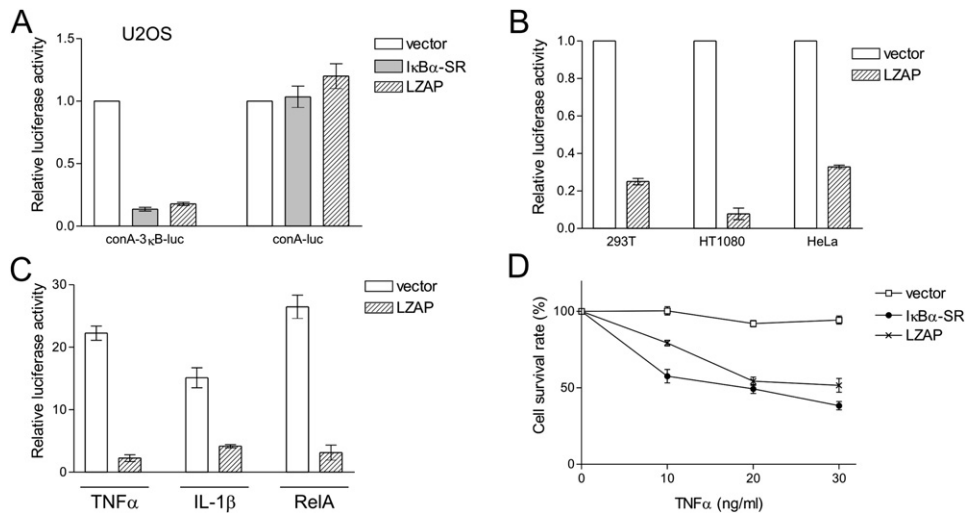 A
U2OS
Relative luciferase activity
1.5
1.0
0.5
0.0
conA-3κB-luc
conA-luc
vector
IκBα-SR
LZAP
B
Relative luciferase activity
1.0
0.8
0.6
0.4
0.2
0.0
293T
HT1080
HeLa
vector
LZAP
C
Relative luciferase activity
30
20
10
0
TNFα
IL-1β
RelA
vector
LZAP
D
Cell survival rate (%)
100
50
0
0
10
20
30
TNFα (ng/ml)
vector
IκBα-SR
LZAP